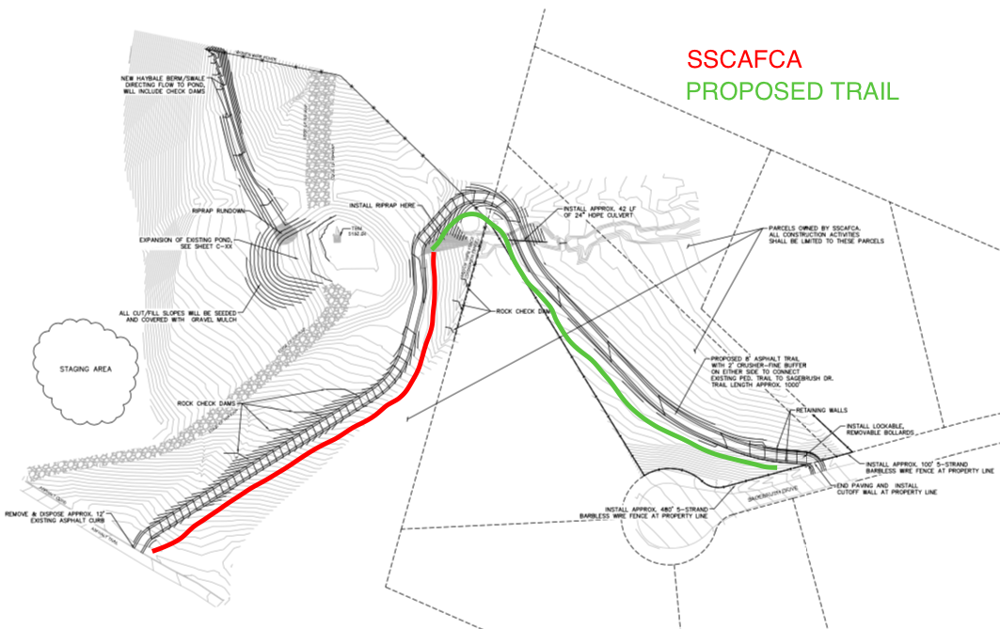 SSCAFCA
PROPOSED TRAIL
NEW HAYBALE BERM/SWALE
DIRECTING FLOW TO POND,
WILL INCLUDE CHECK DAMS
RIPRAP RUNDOWN
EXPANSION OF EXISTING POND,
SEE SHEET C-XX
ALL CUT/FILL SLOPES WILL BE SEEDED
AND COVERED WITH GRAVEL MULCH
STAGING AREA
INSTALL RIPRAP HERE
INSTALL APPROX. 42 LF
OF 24" HDPE CULVERT
PARCELS OWNED BY SSCAFCA,
ALL CONSTRUCTION ACTIVITIES
SHALL BE LIMITED TO THESE PARCELS
ROCK CHECK DAM
ROCK CHECK DAMS
PROPOSED 8' ASPHALT TRAIL
WITH 2' CRUSHER-FINE BUFFER
ON EITHER SIDE TO CONNECT
EXISTING PED. TRAIL TO SAGEBRUSH DR.
TRAIL LENGTH APPROX. 1000'
RETAINING WALLS
INSTALL LOCKABLE,
REMOVABLE BOLLARDS
INSTALL APPROX. 100' 5-STRAND
BARBLESS WIRE FENCE AT PROPERTY LINE
END PAVING AND INSTALL
CUTOFF WALL AT PROPERTY LINE
SAGEBRUSH DRIVE
INSTALL APPROX. 480' 5-STRAND
BARBLESS WIRE FENCE AT PROPERTY LINE
REMOVE & DISPOSE APPROX. 12'
EXISTING ASPHALT CURB